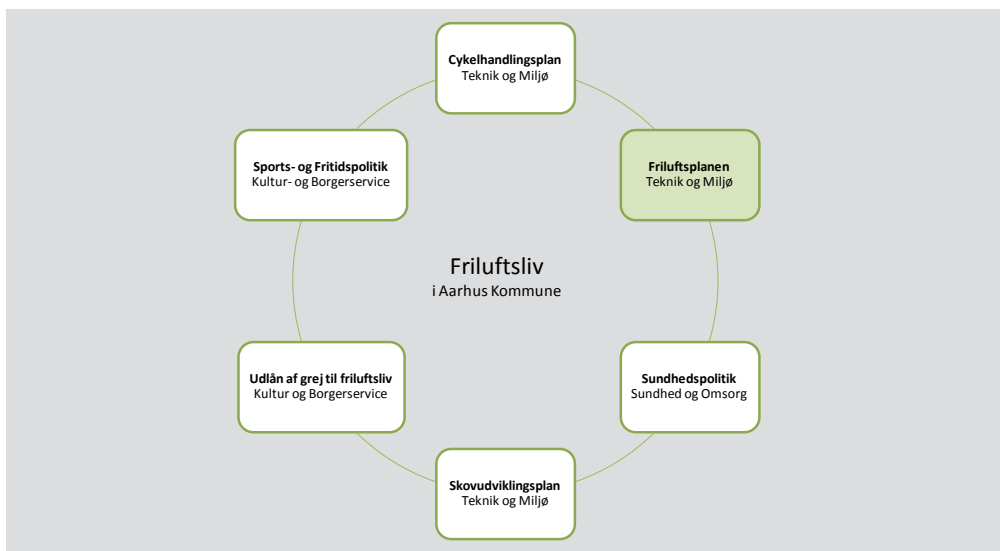 Cykelhandlingsplan
Teknik og Miljø
Sports- og Fritidspolitik
Kultur- og Borgerservice
Friluftsplanen
Teknik og Miljø
Friluftsliv
i Aarhus Kommune
Udlån af grej til friluftsliv
Kultur og Borgerservice
Sundhedspolitik
Sundhed og Omsorg
Skovudviklingsplan
Teknik og Miljø